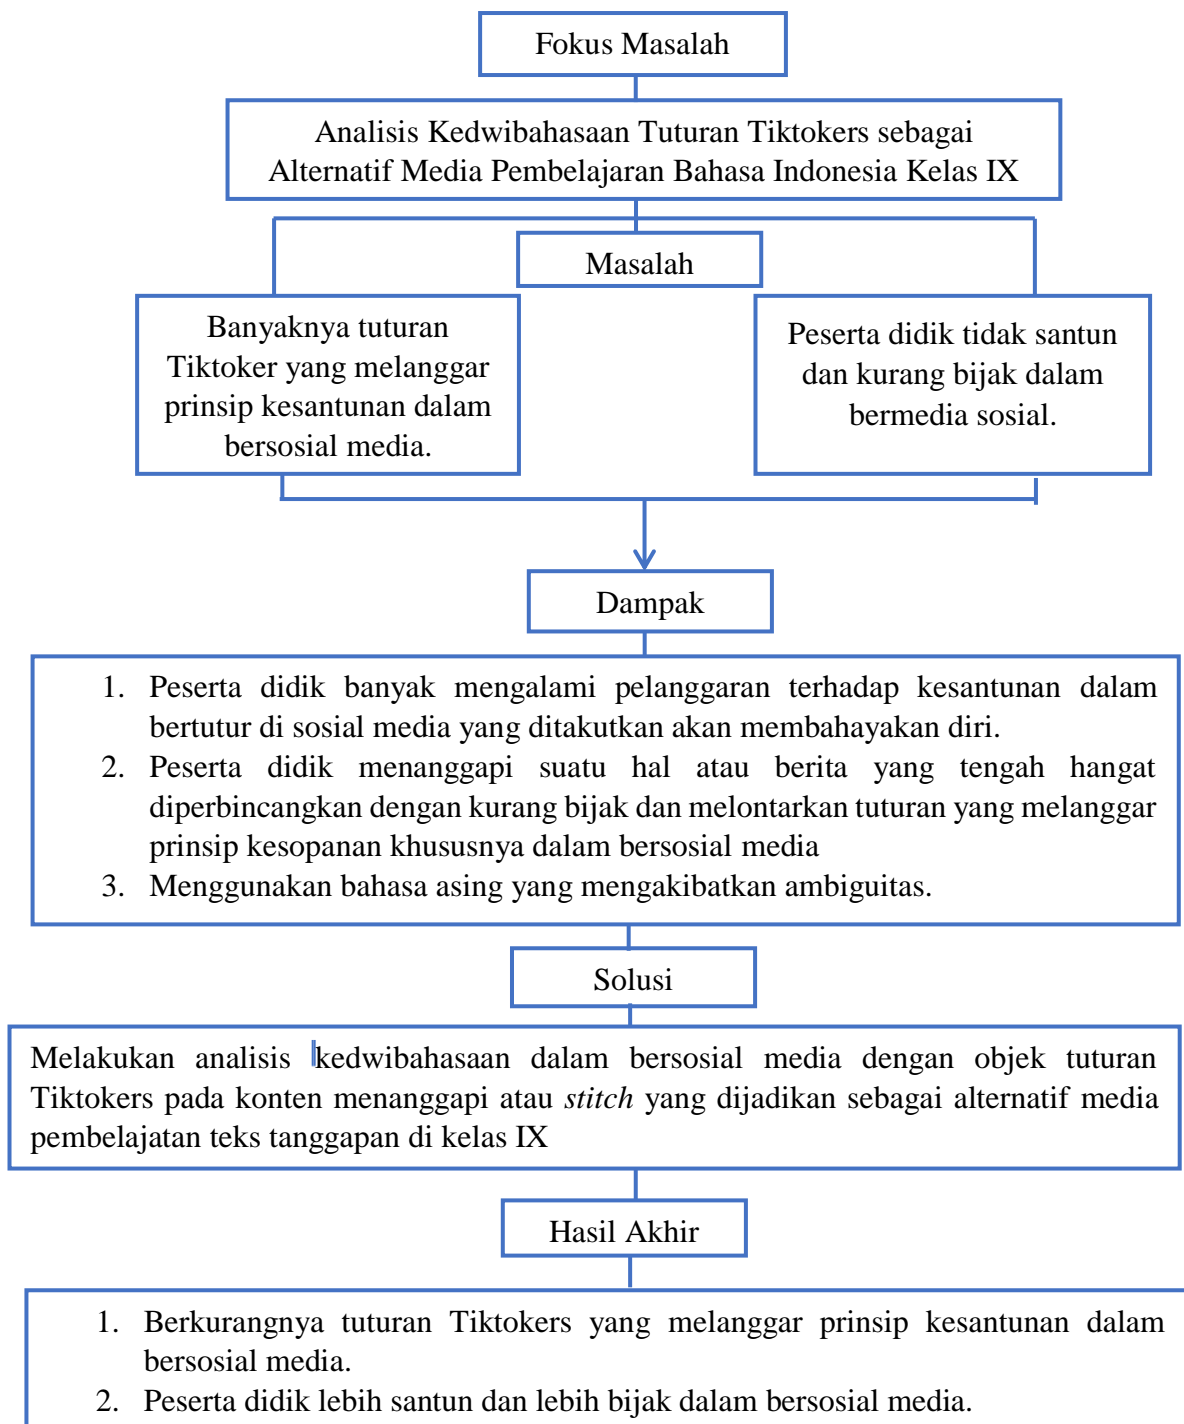 Fokus Masalah
Analisis Kedwibahasaan Tuturan Tiktokers sebagai
Alternatif Media Pembelajaran Bahasa Indonesia Kelas IX
Masalah
Banyaknya tuturan
Tiktoker yang melanggar
prinsip kesantunan dalam
bersosial media.
Peserta didik tidak santun
dan kurang bijak dalam
bermedia sosial.
Dampak
1. Peserta didik banyak mengalami pelanggaran terhadap kesantunan dalam
bertutur di sosial media yang ditakutkan akan membahayakan diri.
2. Peserta didik menanggapi suatu hal atau berita yang tengah hangat
diperbincangkan dengan kurang bijak dan melontarkan tuturan yang melanggar
prinsip kesopanan khususnya dalam bersosial media
3. Menggunakan bahasa asing yang mengakibatkan ambiguitas.
Solusi
Melakukan analisis kedwibahasaan dalam bersosial media dengan objek tuturan
Tiktokers pada konten menanggapi atau stitch yang dijadikan sebagai alternatif media
pembelajatan teks tanggapan di kelas IX
Hasil Akhir
1. Berkurangnya tuturan Tiktokers yang melanggar prinsip kesantunan dalam
bersosial media.
2. Peserta didik lebih santun dan lebih bijak dalam bersosial media.